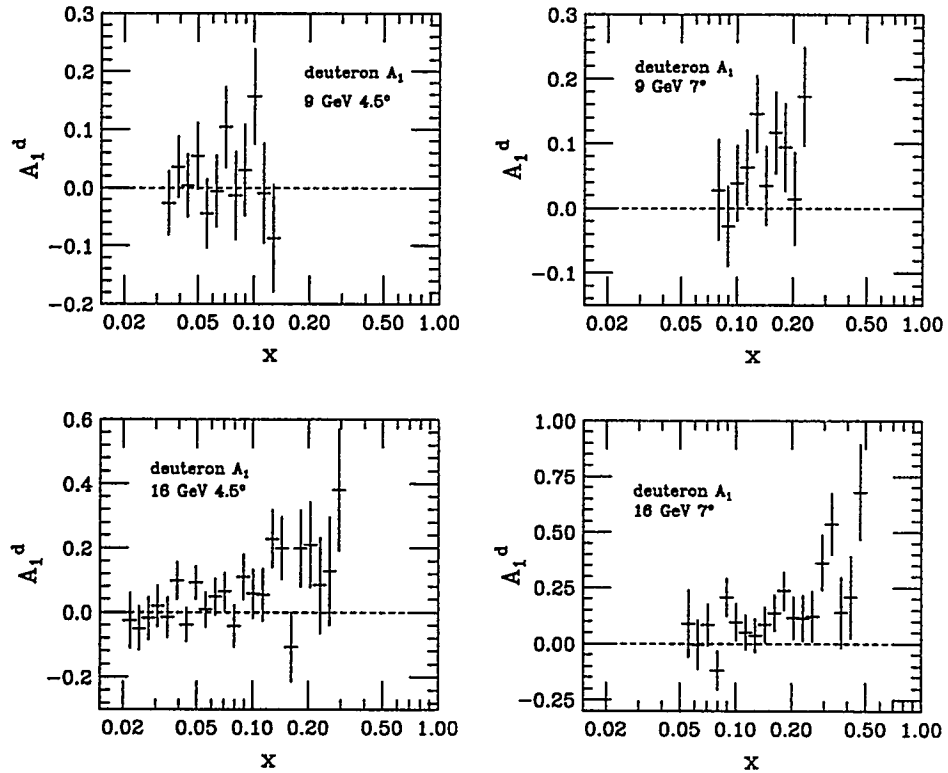 0.3
0.2
0.1
0.0
−0.1
−0.2
A₁ᵈ
deuteron A₁
9 GeV 4.5°
0.02 0.05 0.10 0.20 0.50 1.00
x
0.3
0.2
0.1
0.0
−0.1
A₁ᵈ
deuteron A₁
9 GeV 7°
0.02 0.05 0.10 0.20 0.50 1.00
x
0.6
0.4
0.2
0.0
−0.2
A₁ᵈ
deuteron A₁
16 GeV 4.5°
0.02 0.05 0.10 0.20 0.50 1.00
x
1.00
0.75
0.50
0.25
0.00
−0.25
A₁ᵈ
deuteron A₁
16 GeV 7°
0.02 0.05 0.10 0.20 0.50 1.00
x